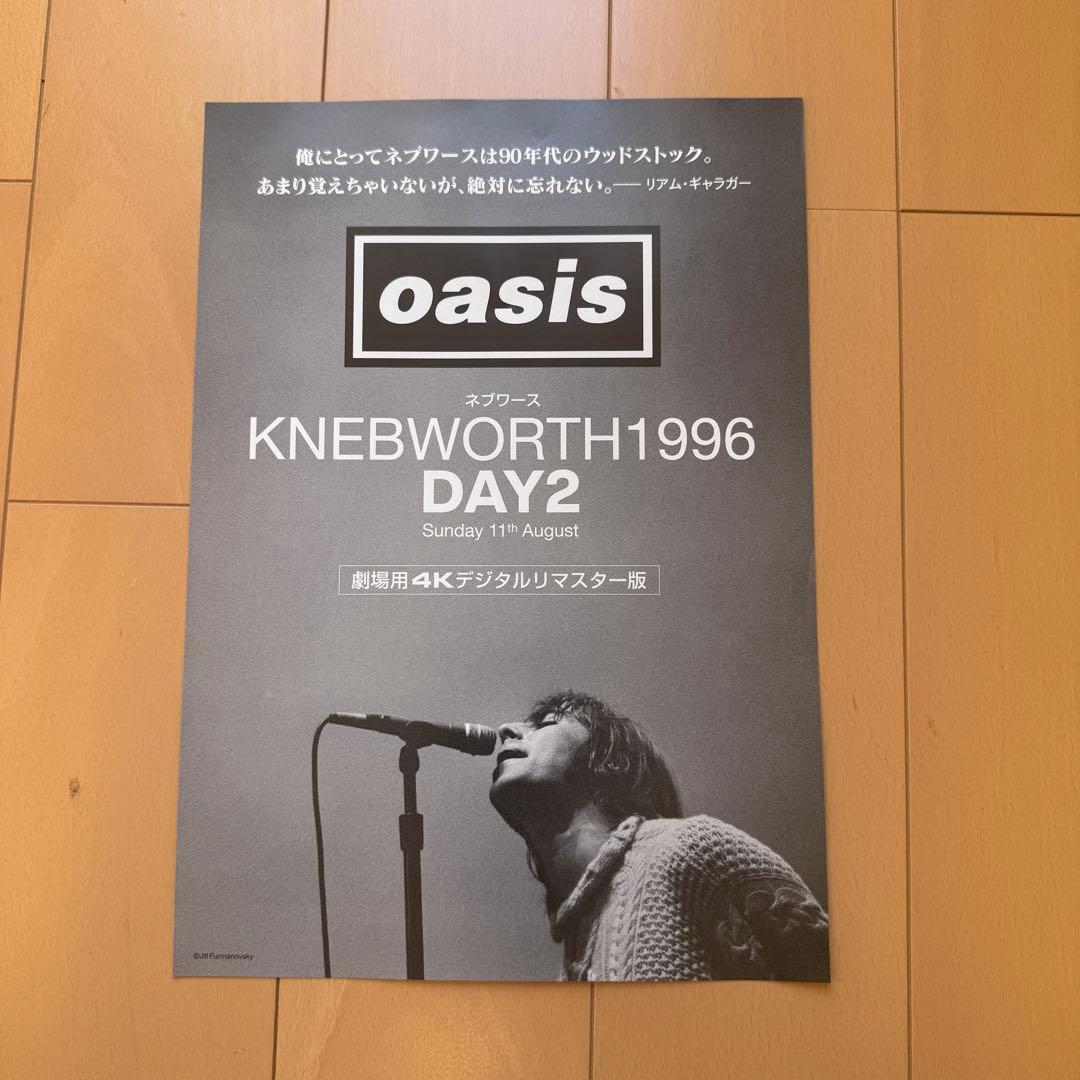 俺にとってネブワースは90年代のウッドストック。
あまり覚えちゃいないが、絶対に忘れない。── リアム・ギャラガー
oasis
ネブワース
KNEBWORTH1996
DAY2
Sunday 11th August
劇場用4Kデジタルリマスター版
©Jill Furmanovsky